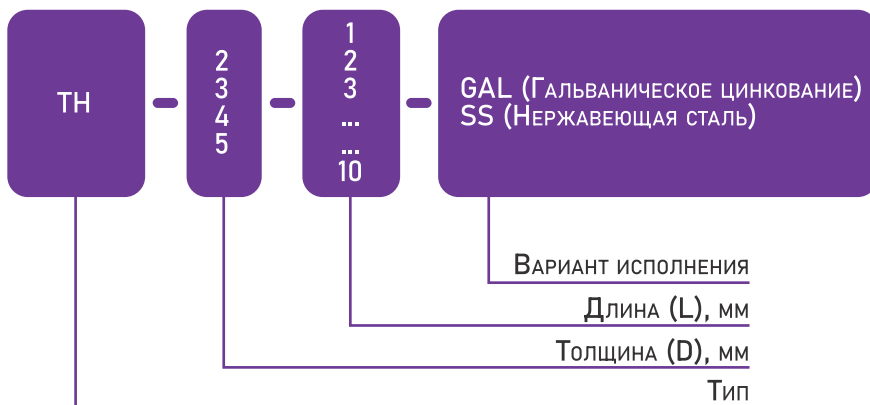 ТН
2
3
4
5
1
2
3
...
...
10
GAL (Гальваническое цинкование)
SS (Нержавеющая сталь)
Вариант исполнения
Длина (L), мм
Толщина (D), мм
Тип